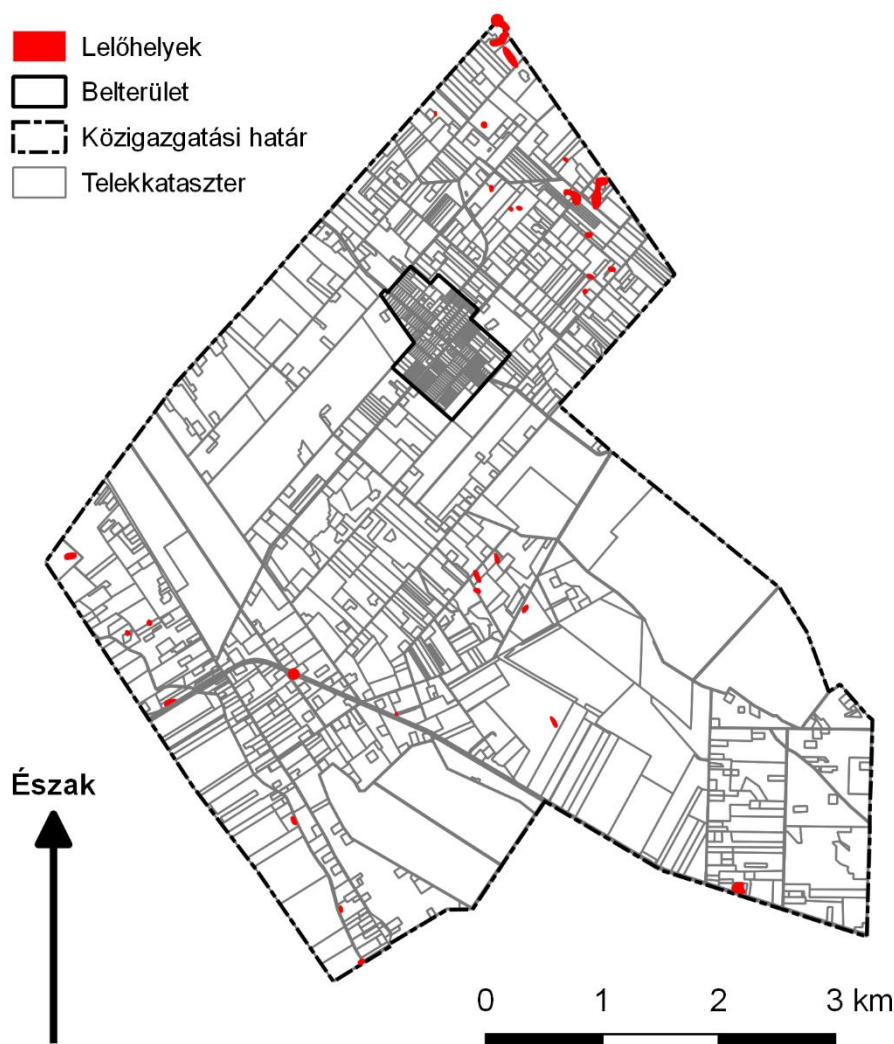 Lelőhelyek
Belterület
Közigazgatási határ
Telekkataszter
Észak
0 1 2 3 km